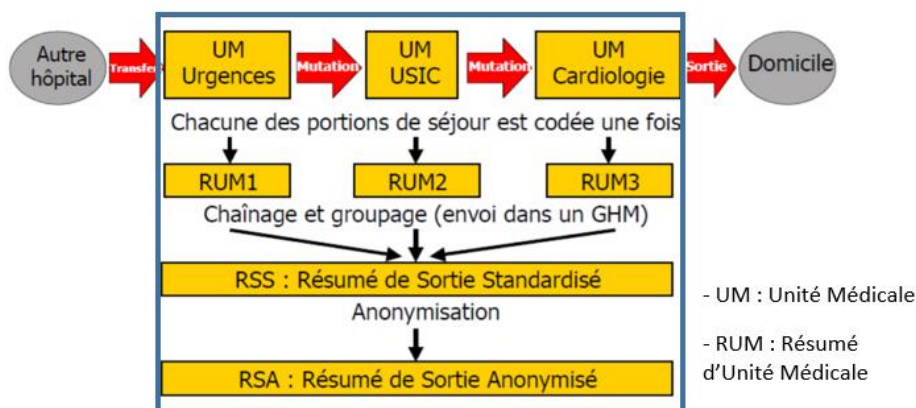 Autre
hôpital
Transfert
UM
Urgences
Mutation
UM
USIC
Mutation
UM
Cardiologie
Sortie
Domicile
Chacune des portions de séjour est codée une fois
RUM1
RUM2
RUM3
Chaînage et groupage (envoi dans un GHM)
RSS : Résumé de Sortie Standardisé
Anonymisation
RSA : Résumé de Sortie Anonymisé
- UM : Unité Médicale
- RUM : Résumé
d'Unité Médicale